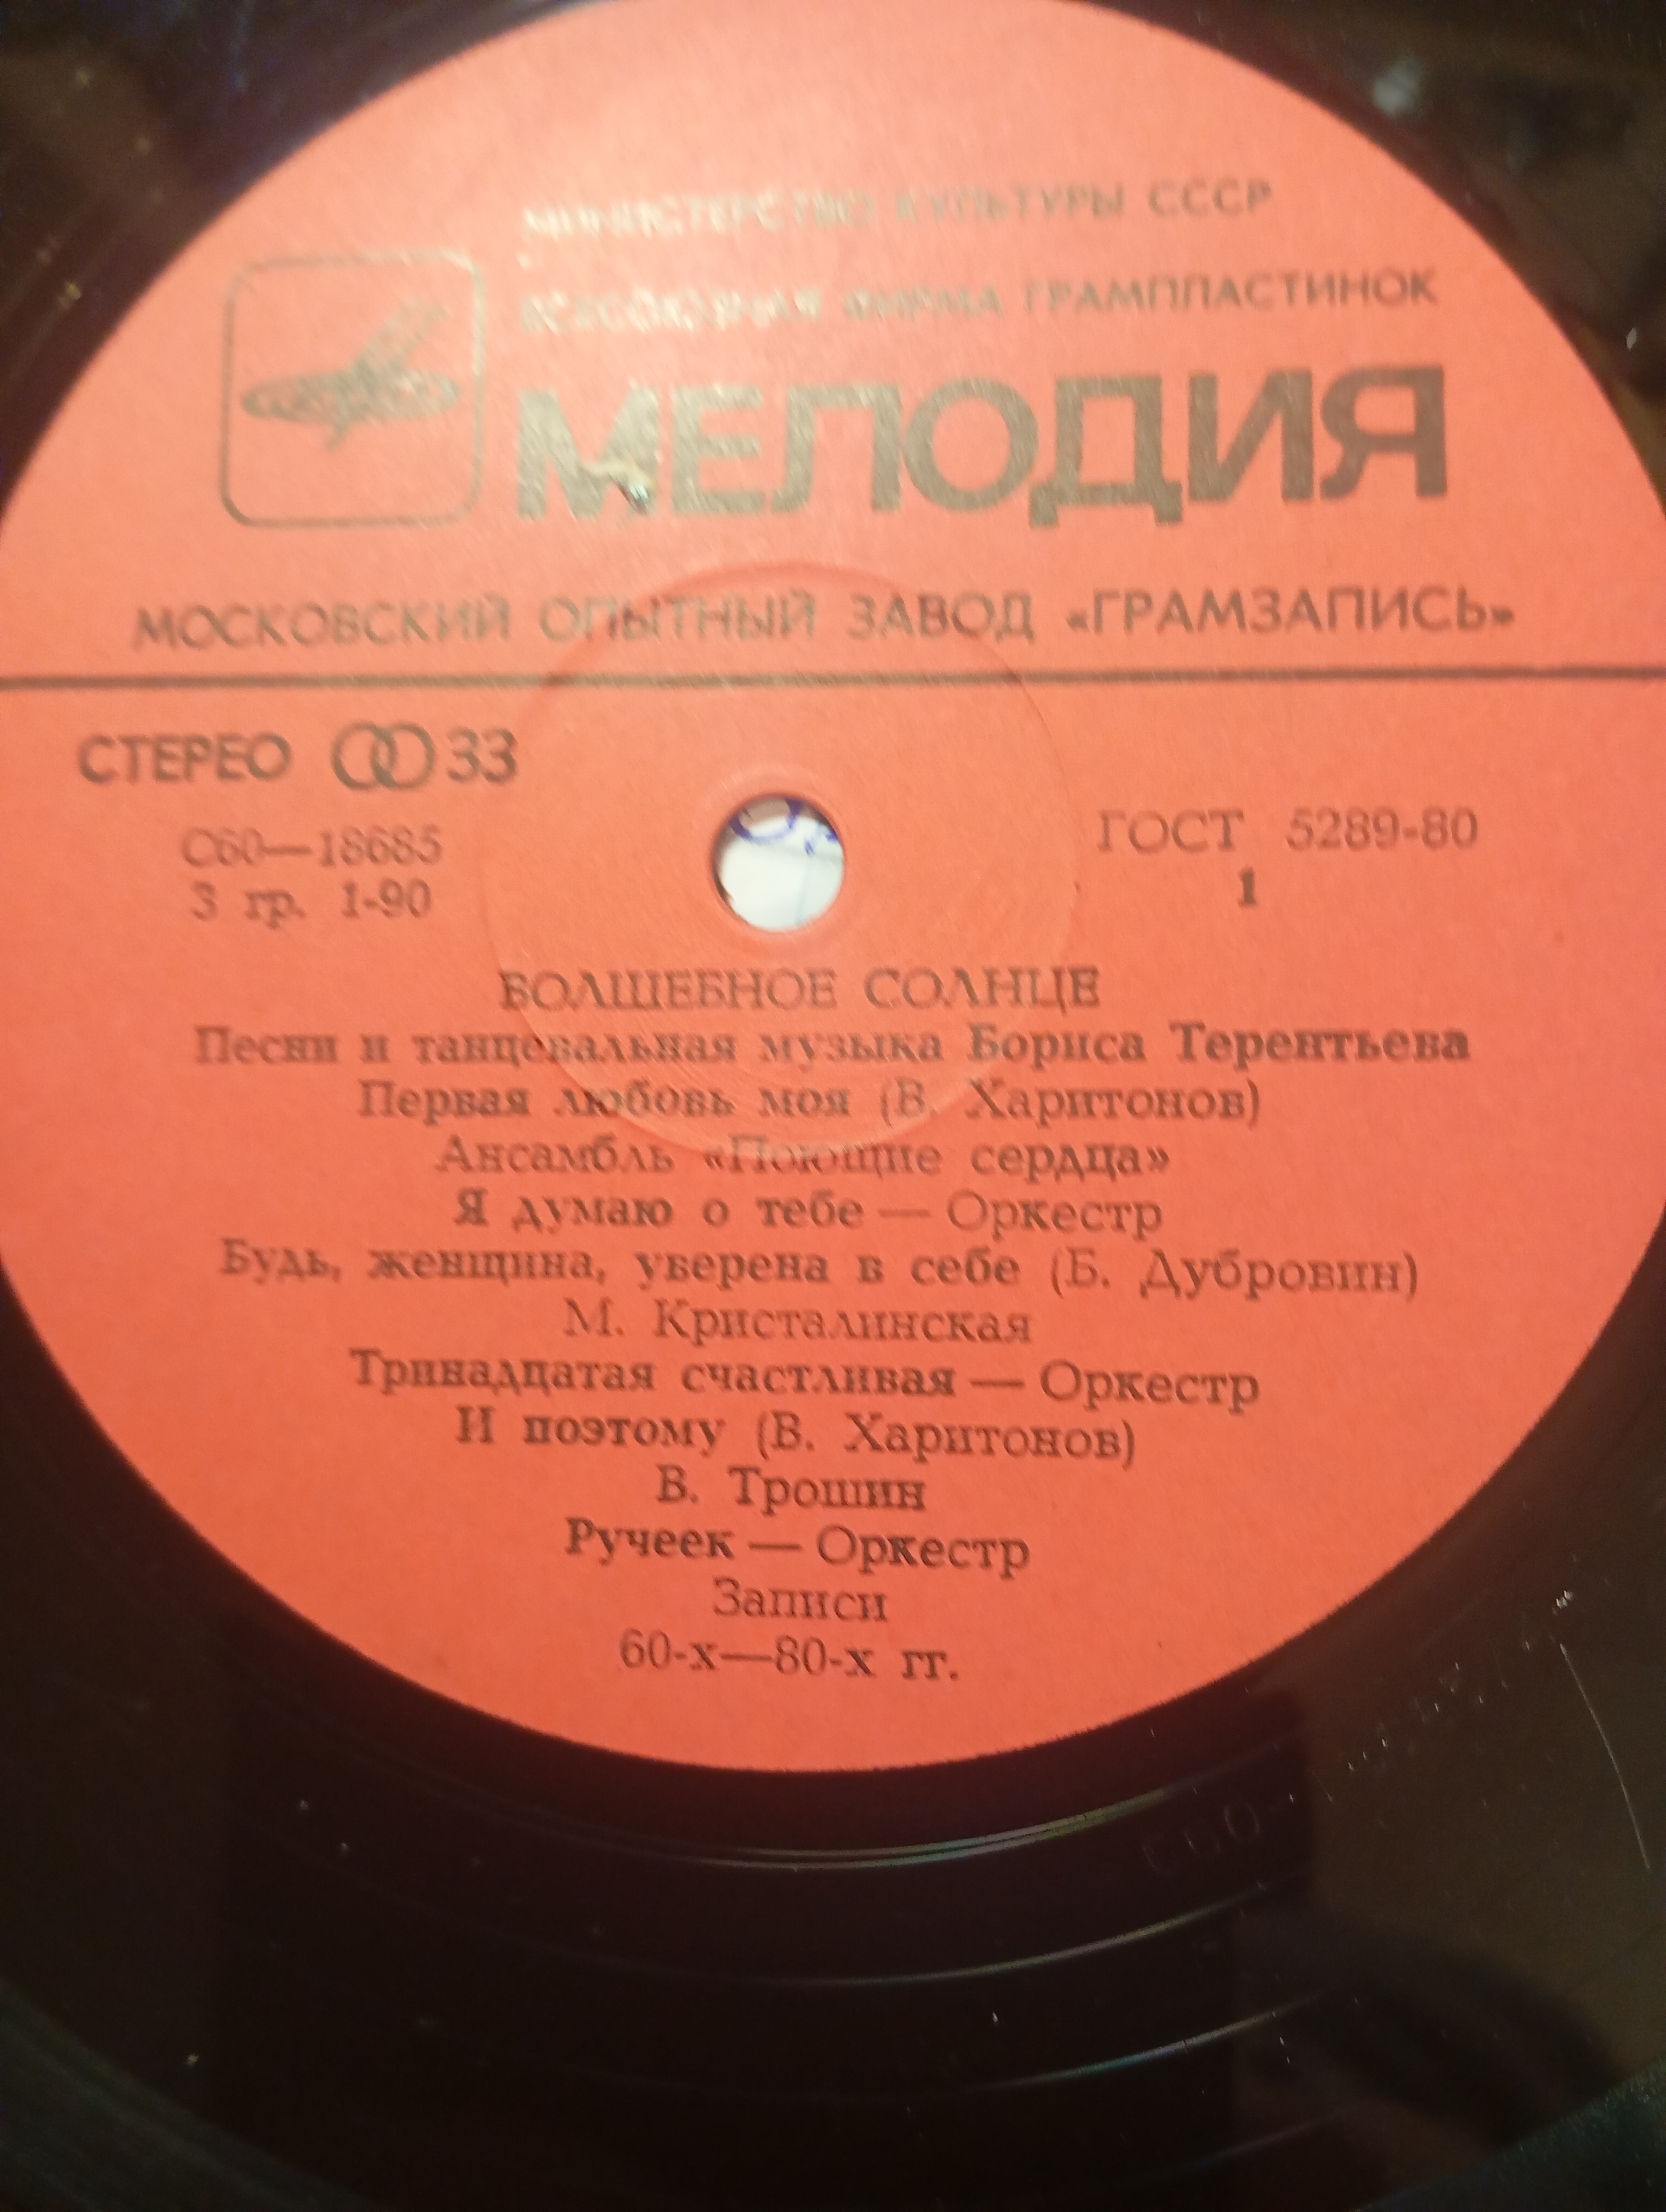 МИНИСТЕРСТВО КУЛЬТУРЫ СССР
ВСЕСОЮЗНАЯ ФИРМА ГРАМПЛАСТИНОК
МЕЛОДИЯ
МОСКОВСКИЙ ОПЫТНЫЙ ЗАВОД «ГРАМЗАПИСЬ»
СТЕРЕО 33
С60—18685 ГОСТ 5289-80
3 гр. 1-90 1
ВОЛШЕБНОЕ СОЛНЦЕ
Песни и танцевальная музыка Бориса Терентьева
Первая любовь моя (В. Харитонов)
Ансамбль «Поющие сердца»
Я думаю о тебе — Оркестр
Будь, женщина, уверена в себе (Б. Дубровин)
М. Кристалинская
Тринадцатая счастливая — Оркестр
И поэтому (В. Харитонов)
В. Трошин
Ручеек — Оркестр
Записи
60-х—80-х гг.